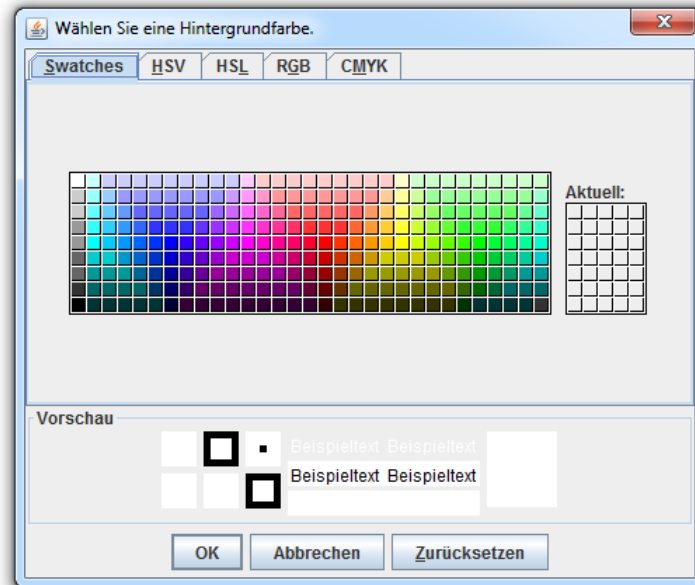 Wählen Sie eine Hintergrundfarbe.
Swatches HSV HSL RGB CMYK
Aktuell:
Vorschau
Beispieltext Beispieltext
Beispieltext Beispieltext
OK Abbrechen Zurücksetzen